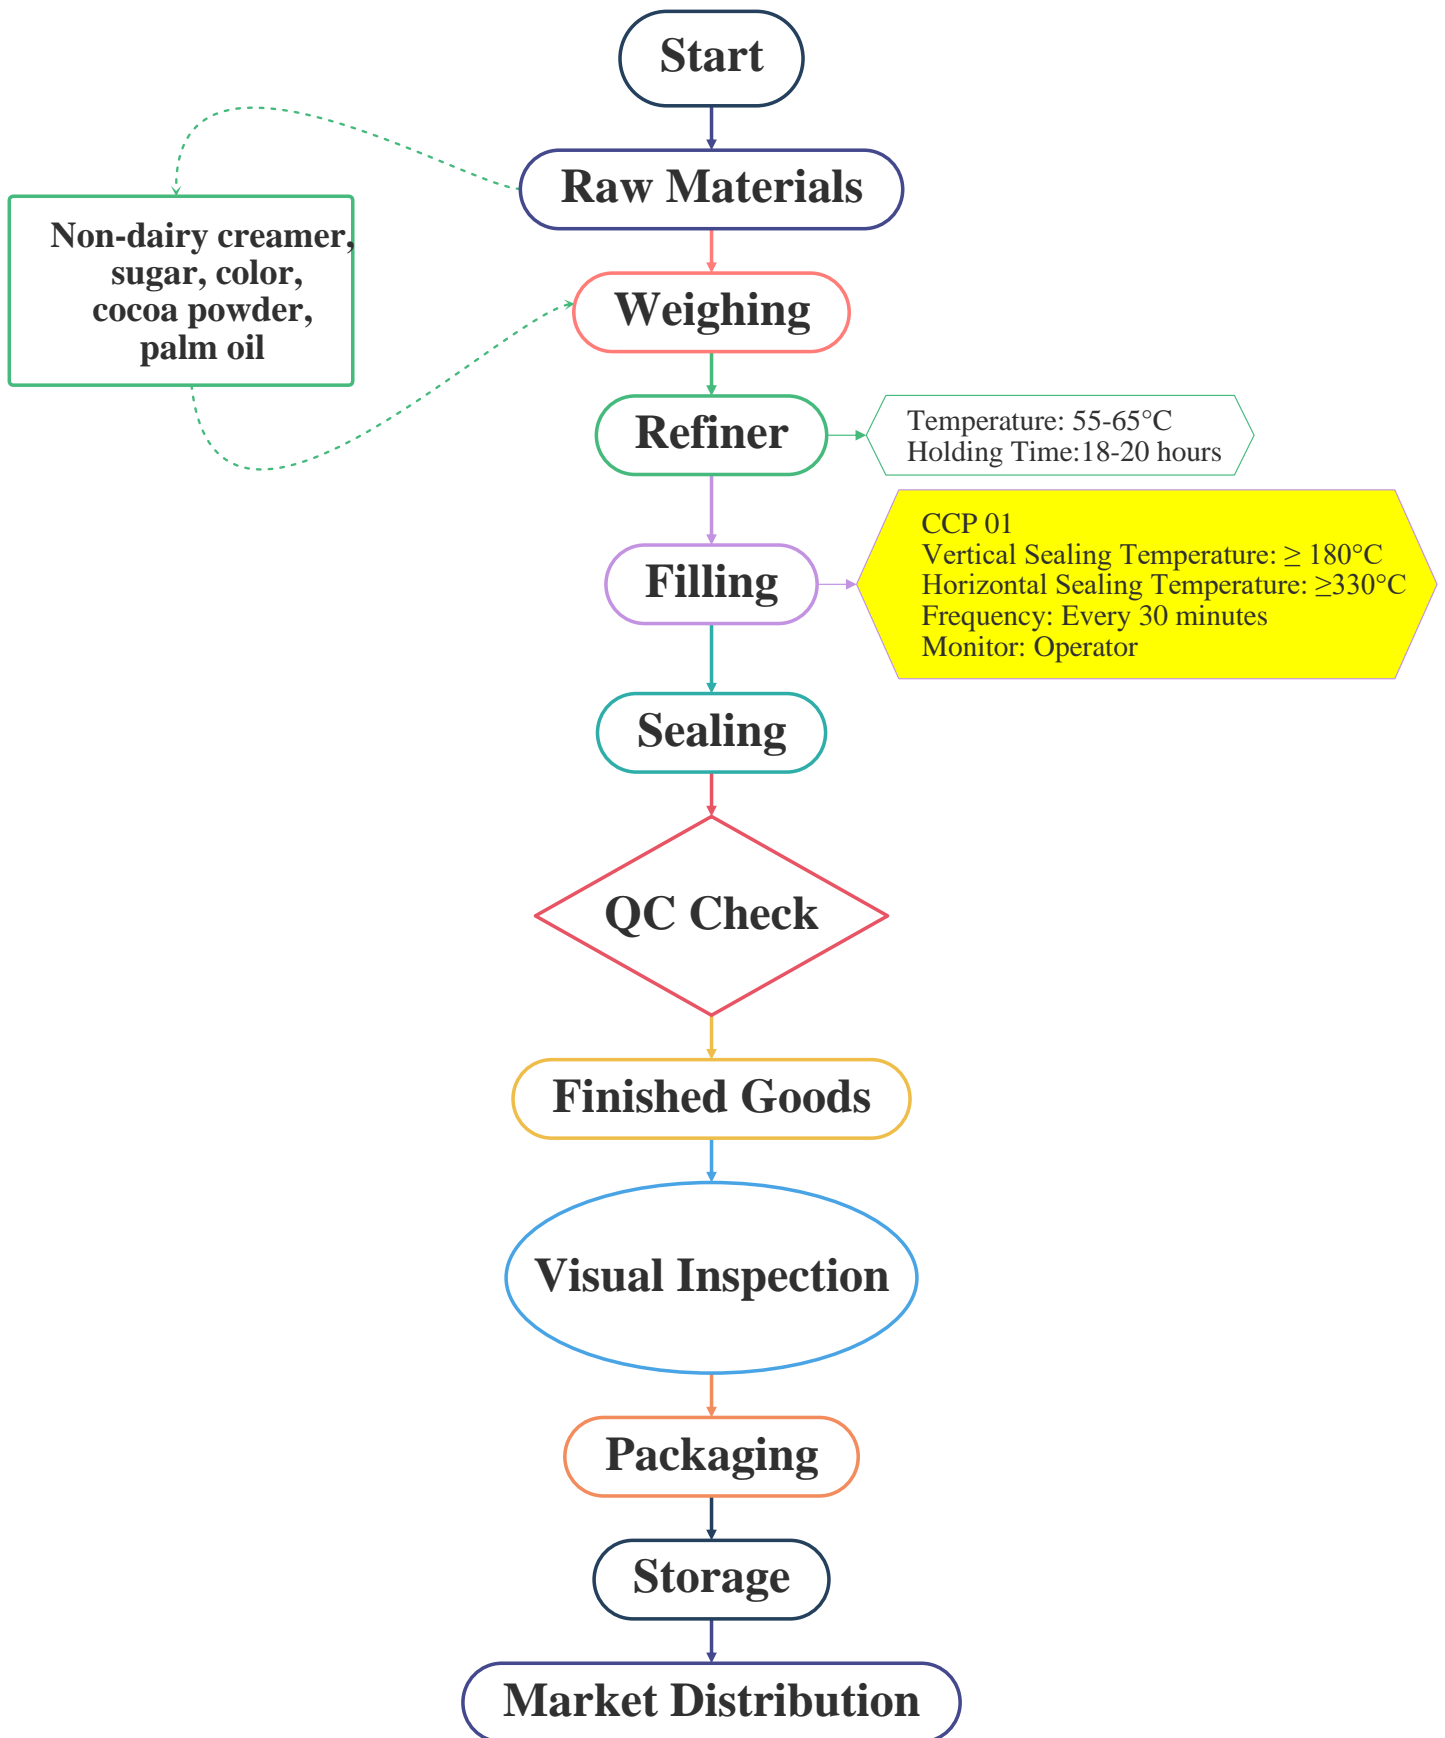 Start
Raw Materials
Non-dairy creamer,
sugar, color,
cocoa powder,
palm oil
Weighing
Refiner
Temperature: 55-65°C
Holding Time:18-20 hours
Filling
CCP 01
Vertical Sealing Temperature: ≥ 180°C
Horizontal Sealing Temperature: ≥330°C
Frequency: Every 30 minutes
Monitor: Operator
Sealing
QC Check
Finished Goods
Visual Inspection
Packaging
Storage
Market Distribution